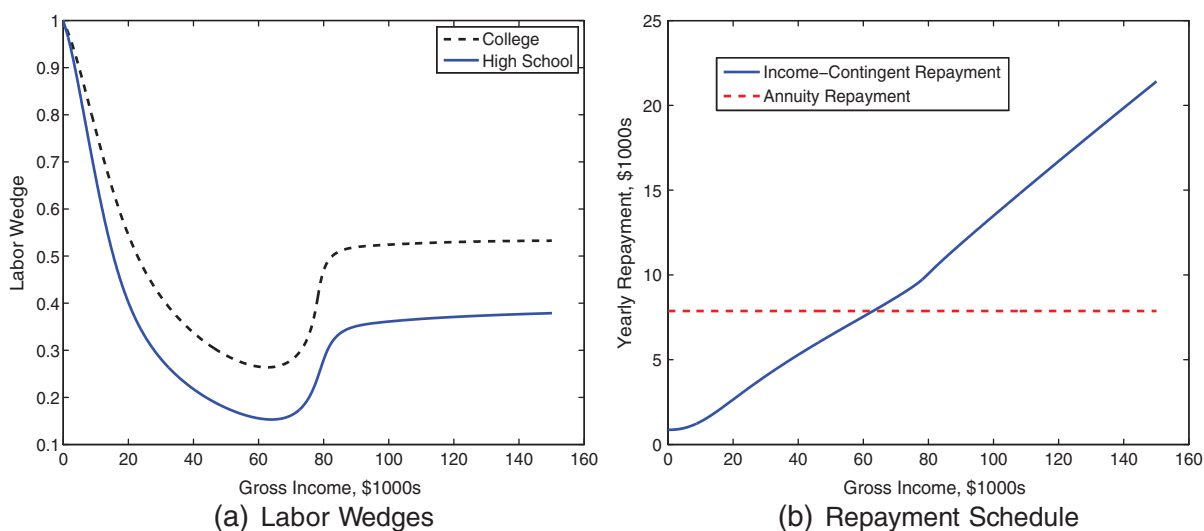 1
0.9
0.8
0.7
0.6
0.5
0.4
0.3
0.2
0.1
Labor Wedge
College
High School
0 20 40 60 80 100 120 140 160
Gross Income, $1000s
(a) Labor Wedges
25
20
15
10
5
0
Yearly Repayment, $1000s
Income−Contingent Repayment
Annuity Repayment
0 20 40 60 80 100 120 140 160
Gross Income, $1000s
(b) Repayment Schedule